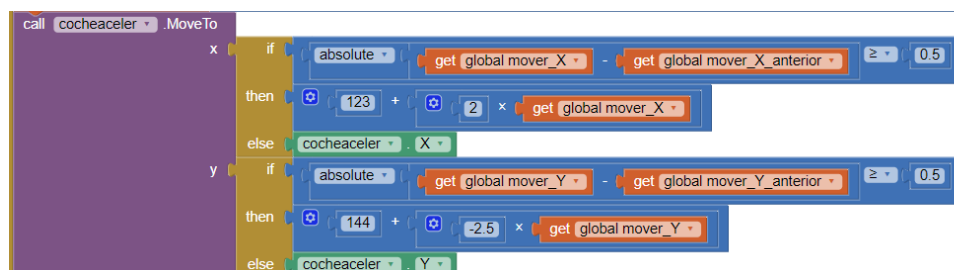 call cocheaceler .MoveTo
x if absolute get global mover_X - get global mover_X_anterior ≥ 0.5
then 123 + 2 × get global mover_X
else cocheaceler . X
y if absolute get global mover_Y - get global mover_Y_anterior ≥ 0.5
then 144 + -2.5 × get global mover_Y
else cocheaceler . Y